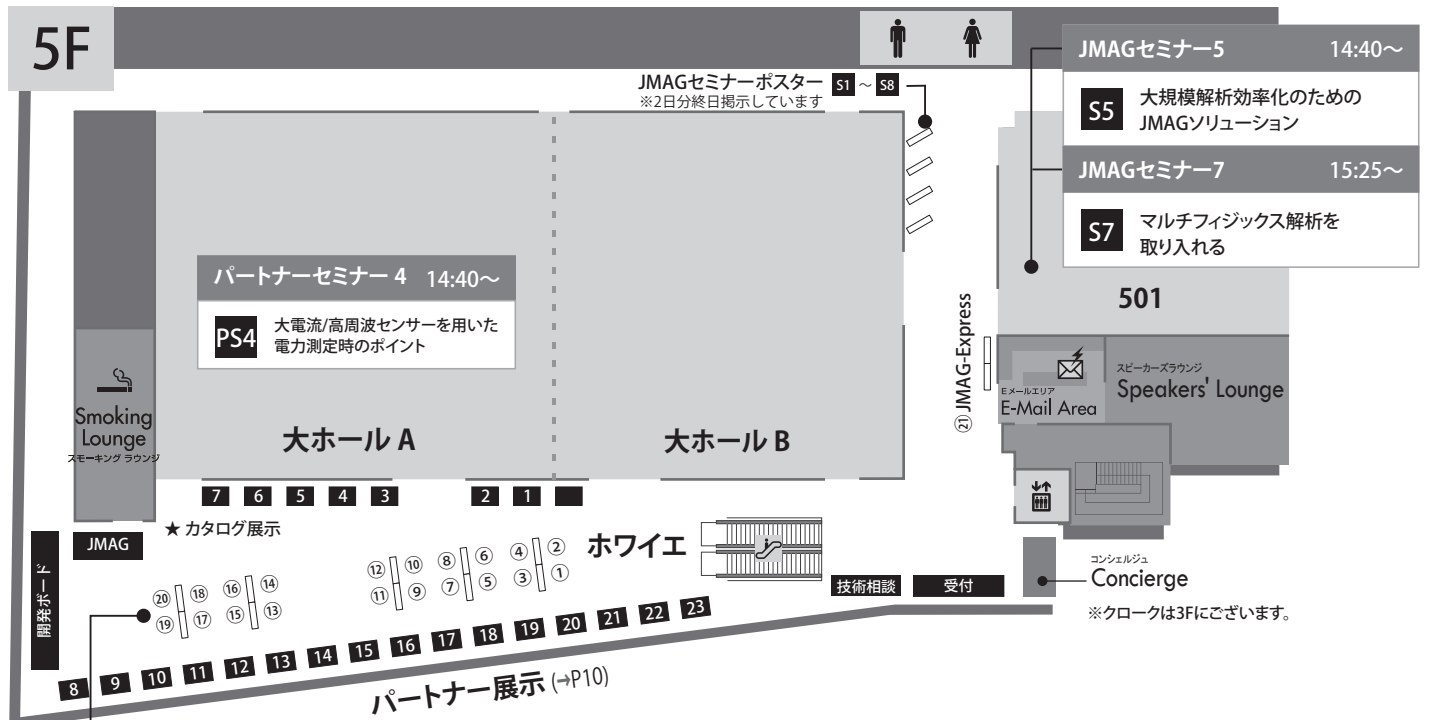 5F
JMAGセミナーポスター S1 ～ S8
※2日分終日掲示しています
JMAGセミナー5 14:40～
S5 大規模解析効率化のための
JMAGソリューション
JMAGセミナー7 15:25～
S7 マルチフィジックス解析を
取り入れる
501
パートナーセミナー 4 14:40～
PS4 大電流/高周波センサーを用いた
電力測定時のポイント
大ホール A
大ホール B
Smoking
Lounge
スモーキング ラウンジ
㉑ JMAG-Express
Eメールエリア
E-Mail Area
スピーカーズラウンジ
Speakers' Lounge
7 6 5 4 3 2 1
★ カタログ展示
JMAG
開発ボード
ホワイエ
技術相談
受付
コンシェルジュ
Concierge
※クロークは3Fにございます。
⑫ ⑩ ⑧ ⑥ ④ ②
⑪ ⑨ ⑦ ⑤ ③ ①
⑳ ⑱ ⑯ ⑭
⑲ ⑰ ⑮ ⑬
8 9 10 11 12 13 14 15 16 17 18 19 20 21 22 23
パートナー展示 (→P10)